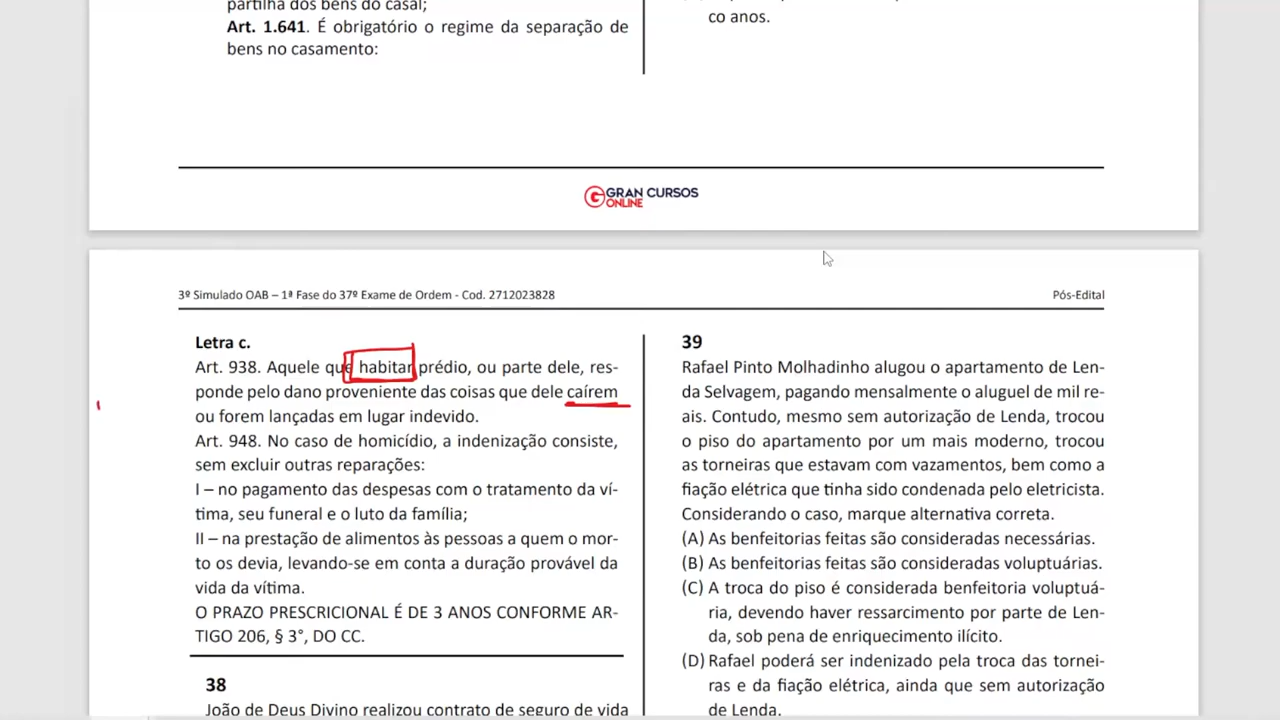 partilha dos bens do casal;
Art. 1.641. É obrigatório o regime da separação de
bens no casamento:
co anos.
GRAN CURSOS
ONLINE
3º Simulado OAB – 1ª Fase do 37º Exame de Ordem - Cod. 2712023828
Pós-Edital
Letra c.
Art. 938. Aquele que habitar prédio, ou parte dele, res-
ponde pelo dano proveniente das coisas que dele caírem
ou forem lançadas em lugar indevido.
Art. 948. No caso de homicídio, a indenização consiste,
sem excluir outras reparações:
I – no pagamento das despesas com o tratamento da ví-
tima, seu funeral e o luto da família;
II – na prestação de alimentos às pessoas a quem o mor-
to os devia, levando-se em conta a duração provável da
vida da vítima.
O PRAZO PRESCRICIONAL É DE 3 ANOS CONFORME AR-
TIGO 206, § 3°, DO CC.
38
João de Deus Divino realizou contrato de seguro de vida
39
Rafael Pinto Molhadinho alugou o apartamento de Len-
da Selvagem, pagando mensalmente o aluguel de mil re-
ais. Contudo, mesmo sem autorização de Lenda, trocou
o piso do apartamento por um mais moderno, trocou
as torneiras que estavam com vazamentos, bem como a
fiação elétrica que tinha sido condenada pelo eletricista.
Considerando o caso, marque alternativa correta.
(A) As benfeitorias feitas são consideradas necessárias.
(B) As benfeitorias feitas são consideradas voluptuárias.
(C) A troca do piso é considerada benfeitoria voluptuá-
ria, devendo haver ressarcimento por parte de Len-
da, sob pena de enriquecimento ilícito.
(D) Rafael poderá ser indenizado pela troca das tornei-
ras e da fiação elétrica, ainda que sem autorização
de Lenda.